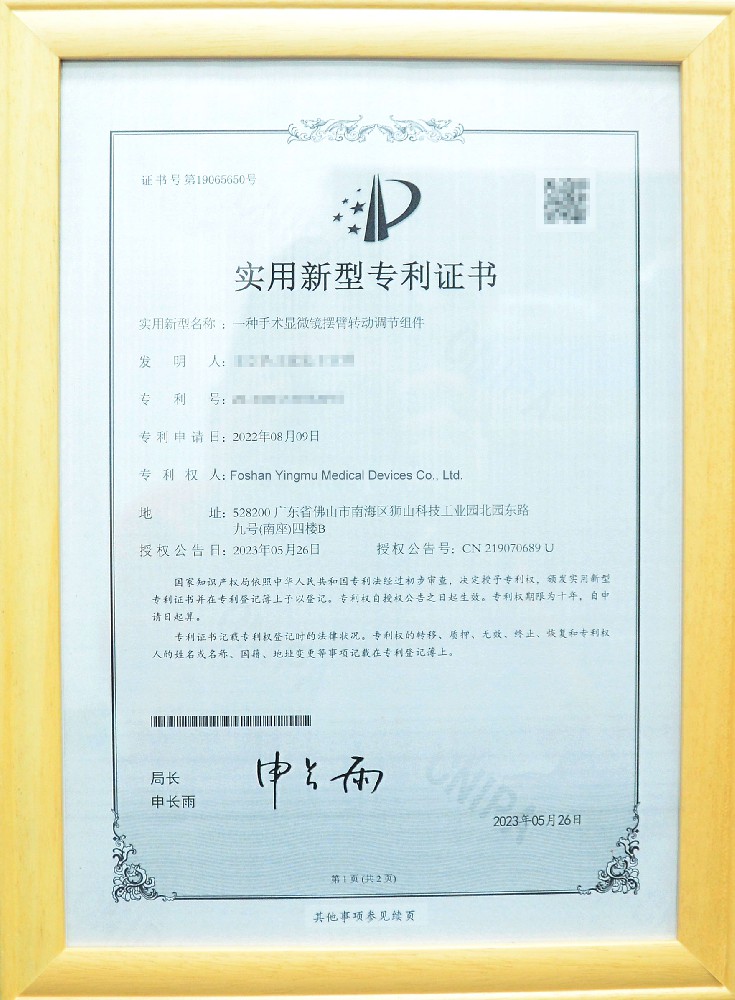 证书号第19065650号
实用新型专利证书
实用新型名称：一种手术显微镜摆臂转动调节组件
发明人：
专利号：
专利申请日：2022年08月09日
专利权人：Foshan Yingmu Medical Devices Co., Ltd.
地址：528200 广东省佛山市南海区狮山科技工业园北园东路
九号(南座)四楼B
授权公告日：2023年05月26日 授权公告号：CN 219070689 U
国家知识产权局依照中华人民共和国专利法经过初步审查，决定授予专利权，颁发实用新型
专利证书并在专利登记簿上予以登记。专利权自授权公告之日起生效。专利权期限为十年，自申
请日起算。
专利证书记载专利权登记时的法律状况。专利权的转移、质押、无效、终止、恢复和专利权
人的姓名或名称、国籍、地址变更等事项记载在专利登记簿上。
局长
申长雨
申长雨
CNIPA
2023年05月26日
第1页(共2页)
其他事项参见续页